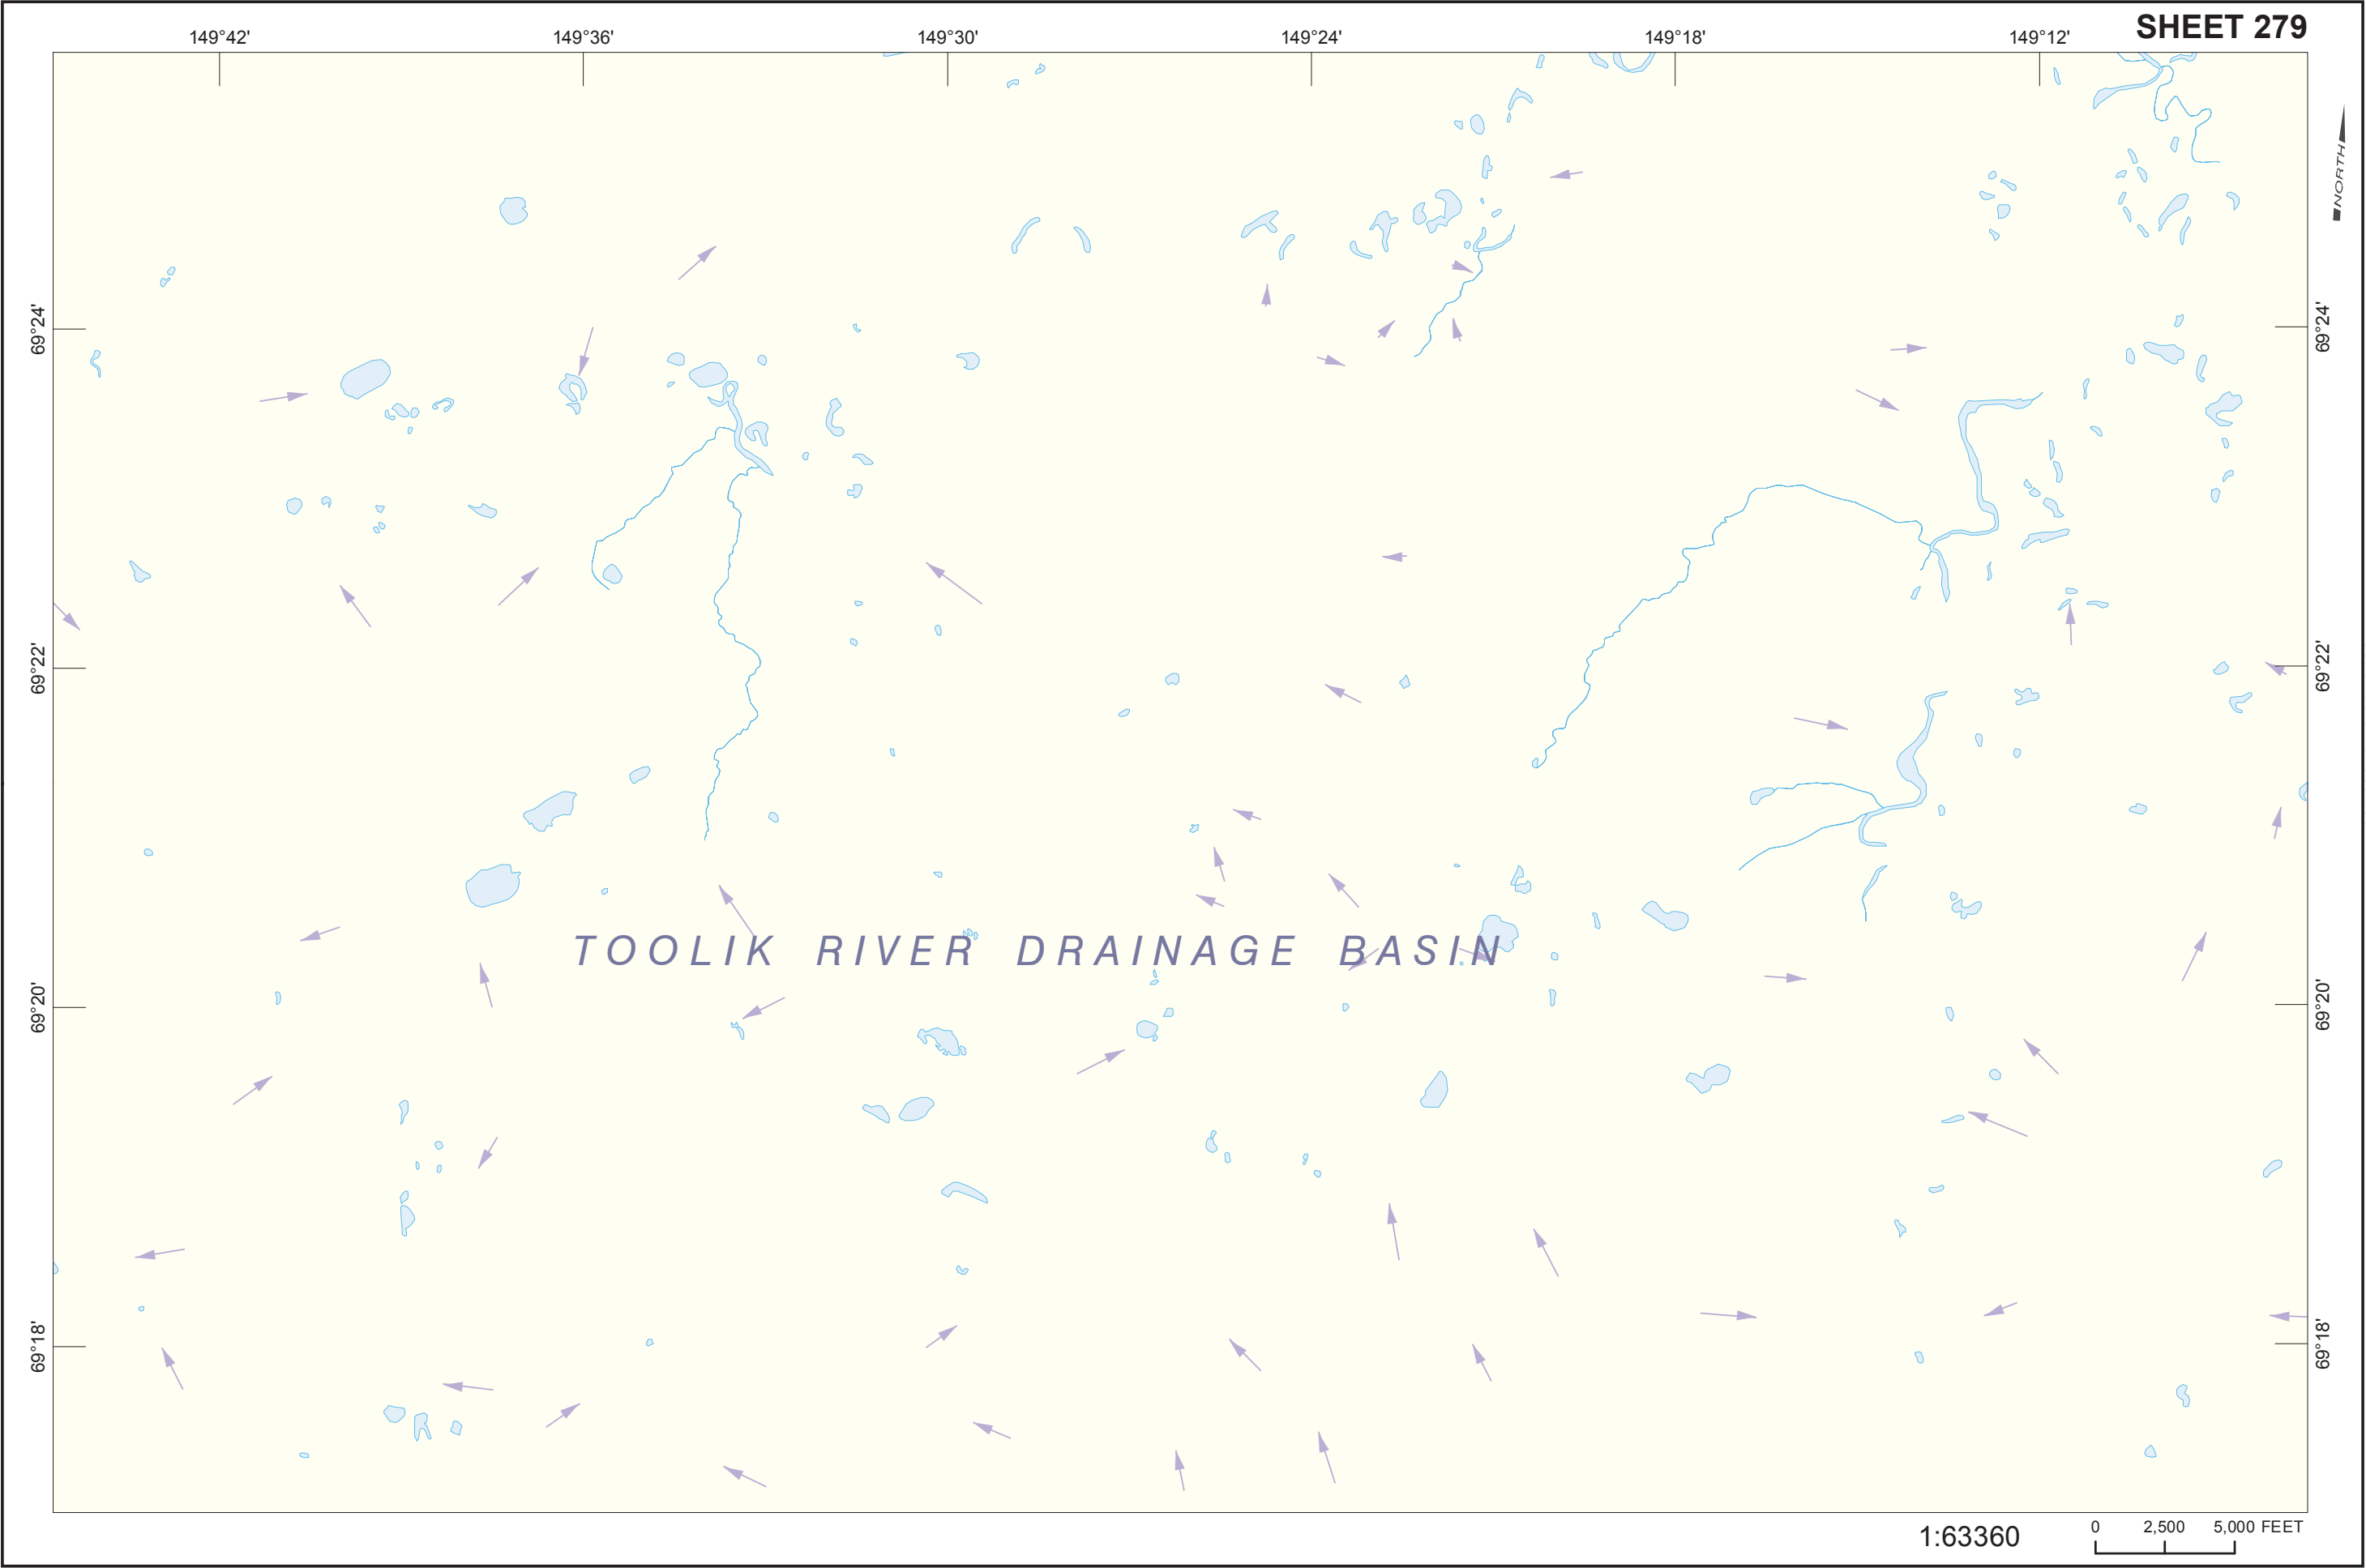 SHEET 279
149°42' 149°36' 149°30' 149°24' 149°18' 149°12'
NORTH
69°24' 69°24'
69°22' 69°22'
TOOLIK RIVER DRAINAGE BASIN
69°20' 69°20'
69°18' 69°18'
1:63360 0 2,500 5,000 FEET